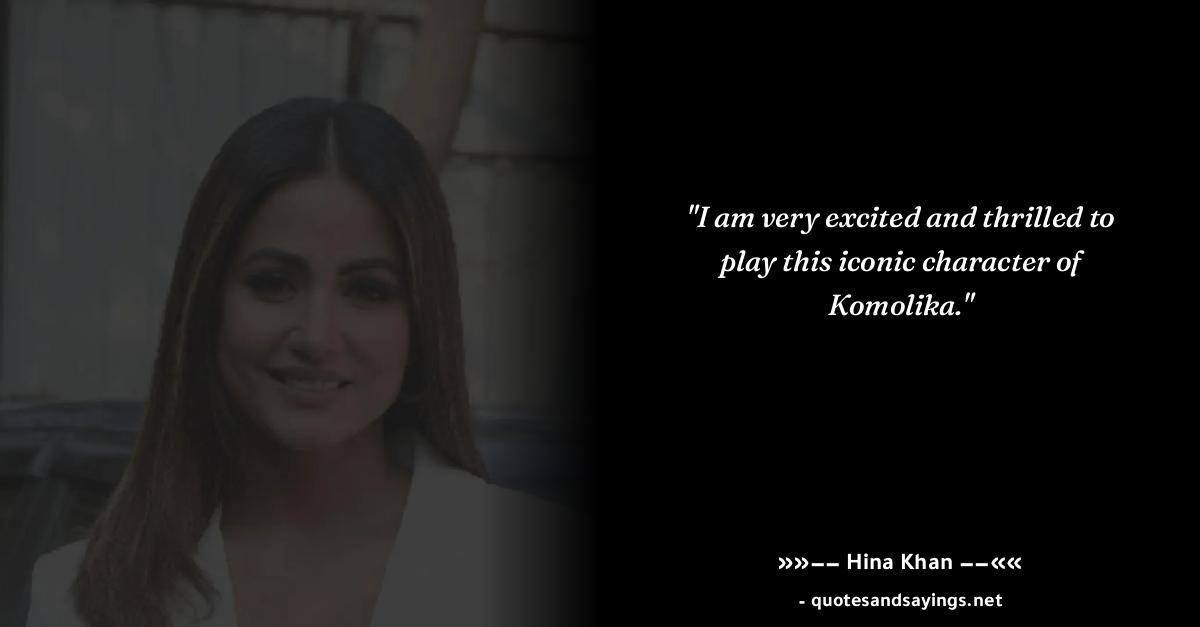 "I am very excited and thrilled to
play this iconic character of
Komolika."
»»−− Hina Khan −−««
- quotesandsayings.net